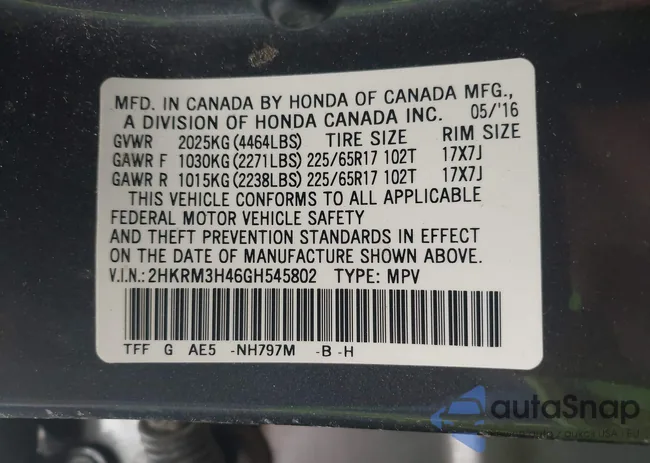 MFD. IN CANADA BY HONDA OF CANADA MFG.,
A DIVISION OF HONDA CANADA INC. 05/'16
GVWR 2025KG(4464LBS) TIRE SIZE RIM SIZE
GAWR F 1030KG(2271LBS) 225/65R17 102T 17X7J
GAWR R 1015KG(2238LBS) 225/65R17 102T 17X7J
THIS VEHICLE CONFORMS TO ALL APPLICABLE
FEDERAL MOTOR VEHICLE SAFETY
AND THEFT PREVENTION STANDARDS IN EFFECT
ON THE DATE OF MANUFACTURE SHOWN ABOVE.
V.I.N.:2HKRM3H46GH545802 TYPE: MPV
TFF G AE5 -NH797M -B -H
autaSnap